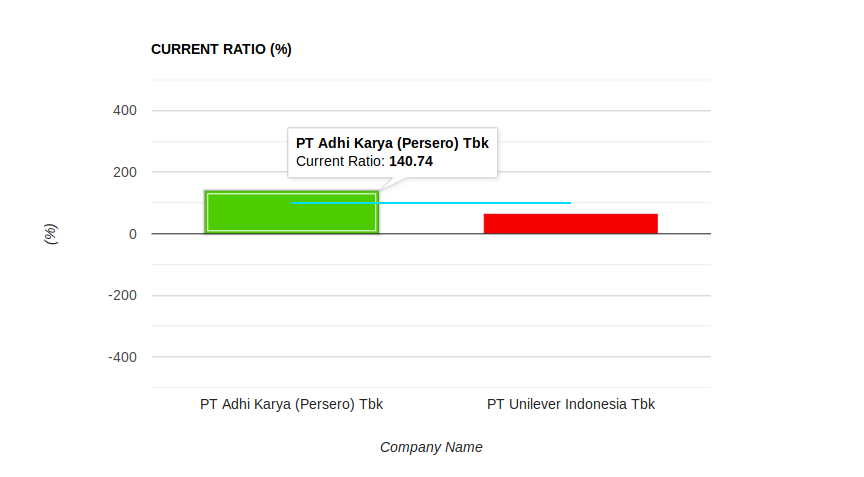 CURRENT RATIO (%)
400
PT Adhi Karya (Persero) Tbk
Current Ratio: 140.74
200
(%)
0
-200
-400
PT Adhi Karya (Persero) Tbk
PT Unilever Indonesia Tbk
Company Name